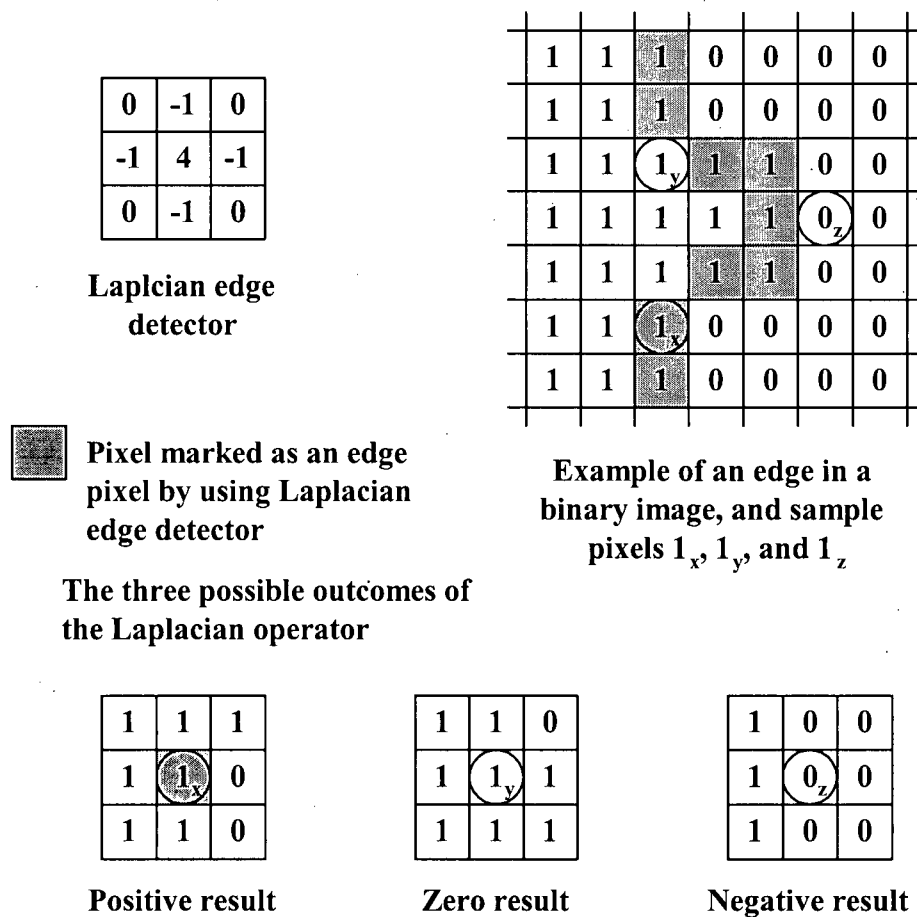 1 1 1 0 0 0 0
0 -1 0
1 1 1 0 0 0 0
-1 4 -1
1 1 1y 1 1 0 0
0 -1 0
1 1 1 1 1 0z 0
1 1 1 1 1 0 0
Laplcian edge
detector
1 1 1x 0 0 0 0
1 1 1 0 0 0 0
Pixel marked as an edge
pixel by using Laplacian
edge detector
Example of an edge in a
binary image, and sample
pixels 1x, 1y, and 1z
The three possible outcomes of
the Laplacian operator
1 1 1
1 1x 0
1 1 0
Positive result
1 1 0
1 1y 1
1 1 1
Zero result
1 0 0
1 0z 0
1 0 0
Negative result